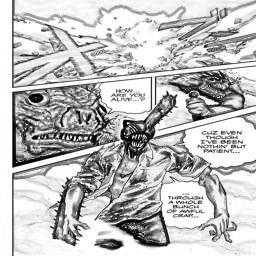 HOW...
ARE YOU
ALIVE...?
CUZ EVEN
THOUGH
I'VE BEEN
NOTHIN' BUT
PATIENT...
...
THROUGH
A WHOLE
BUNCH
OF AWFUL
CRAP...